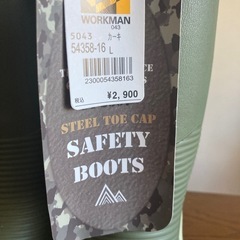 WORKMAN
043
5043 カーキ
54358-16 L
2300054358163
税込 ¥2,900
STEEL TOE CAP
SAFETY
BOOTS